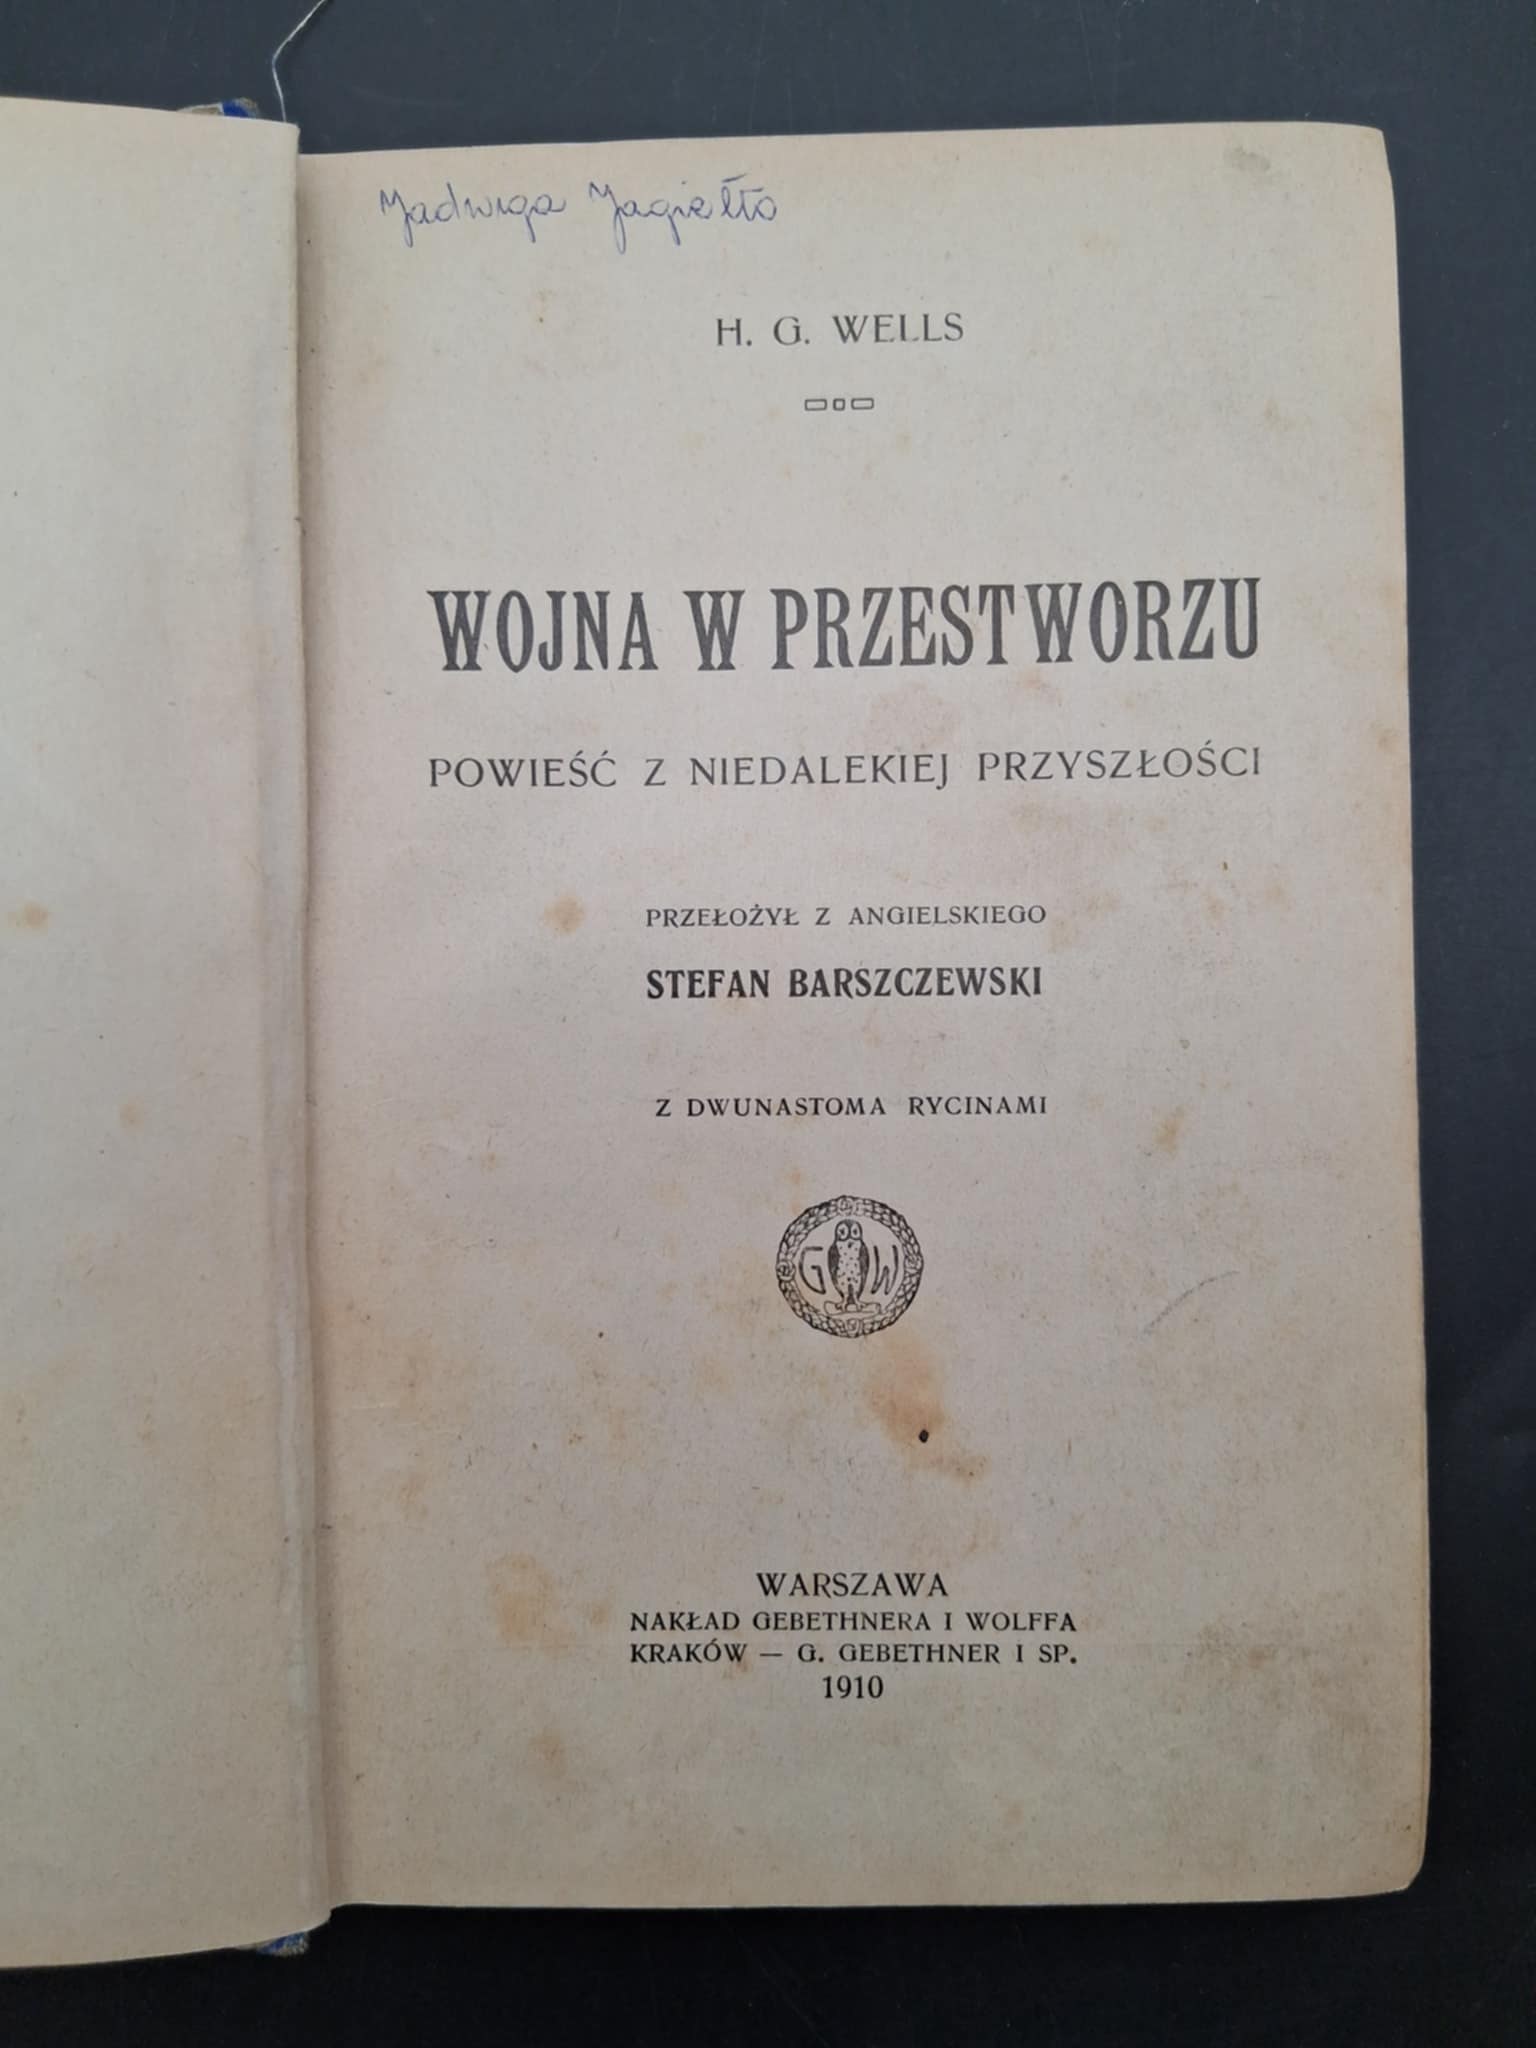 Jadwiga Jagiełło
H. G. WELLS
WOJNA W PRZESTWORZU
POWIEŚĆ Z NIEDALEKIEJ PRZYSZŁOŚCI
PRZEŁOŻYŁ Z ANGIELSKIEGO
STEFAN BARSZCZEWSKI
Z DWUNASTOMA RYCINAMI
G W
WARSZAWA
NAKŁAD GEBETHNERA I WOLFFA
KRAKÓW — G. GEBETHNER I SP.
1910